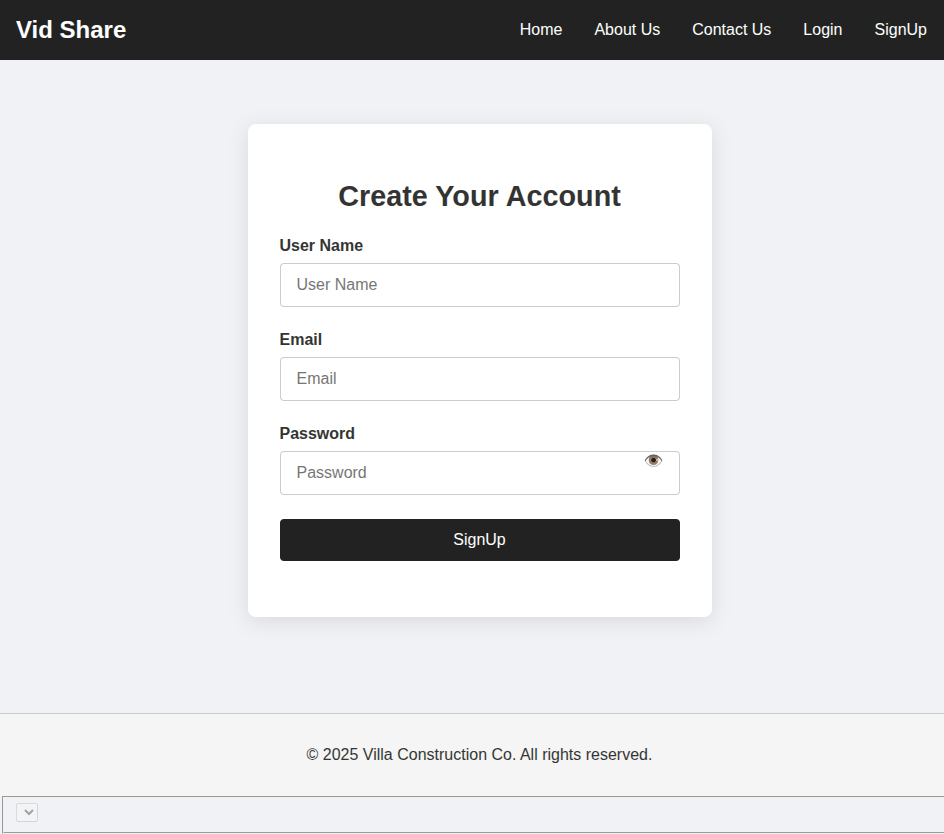 Vid Share
Home About Us Contact Us Login SignUp
Create Your Account
User Name
User Name
Email
Email
Password
Password
SignUp
© 2025 Villa Construction Co. All rights reserved.